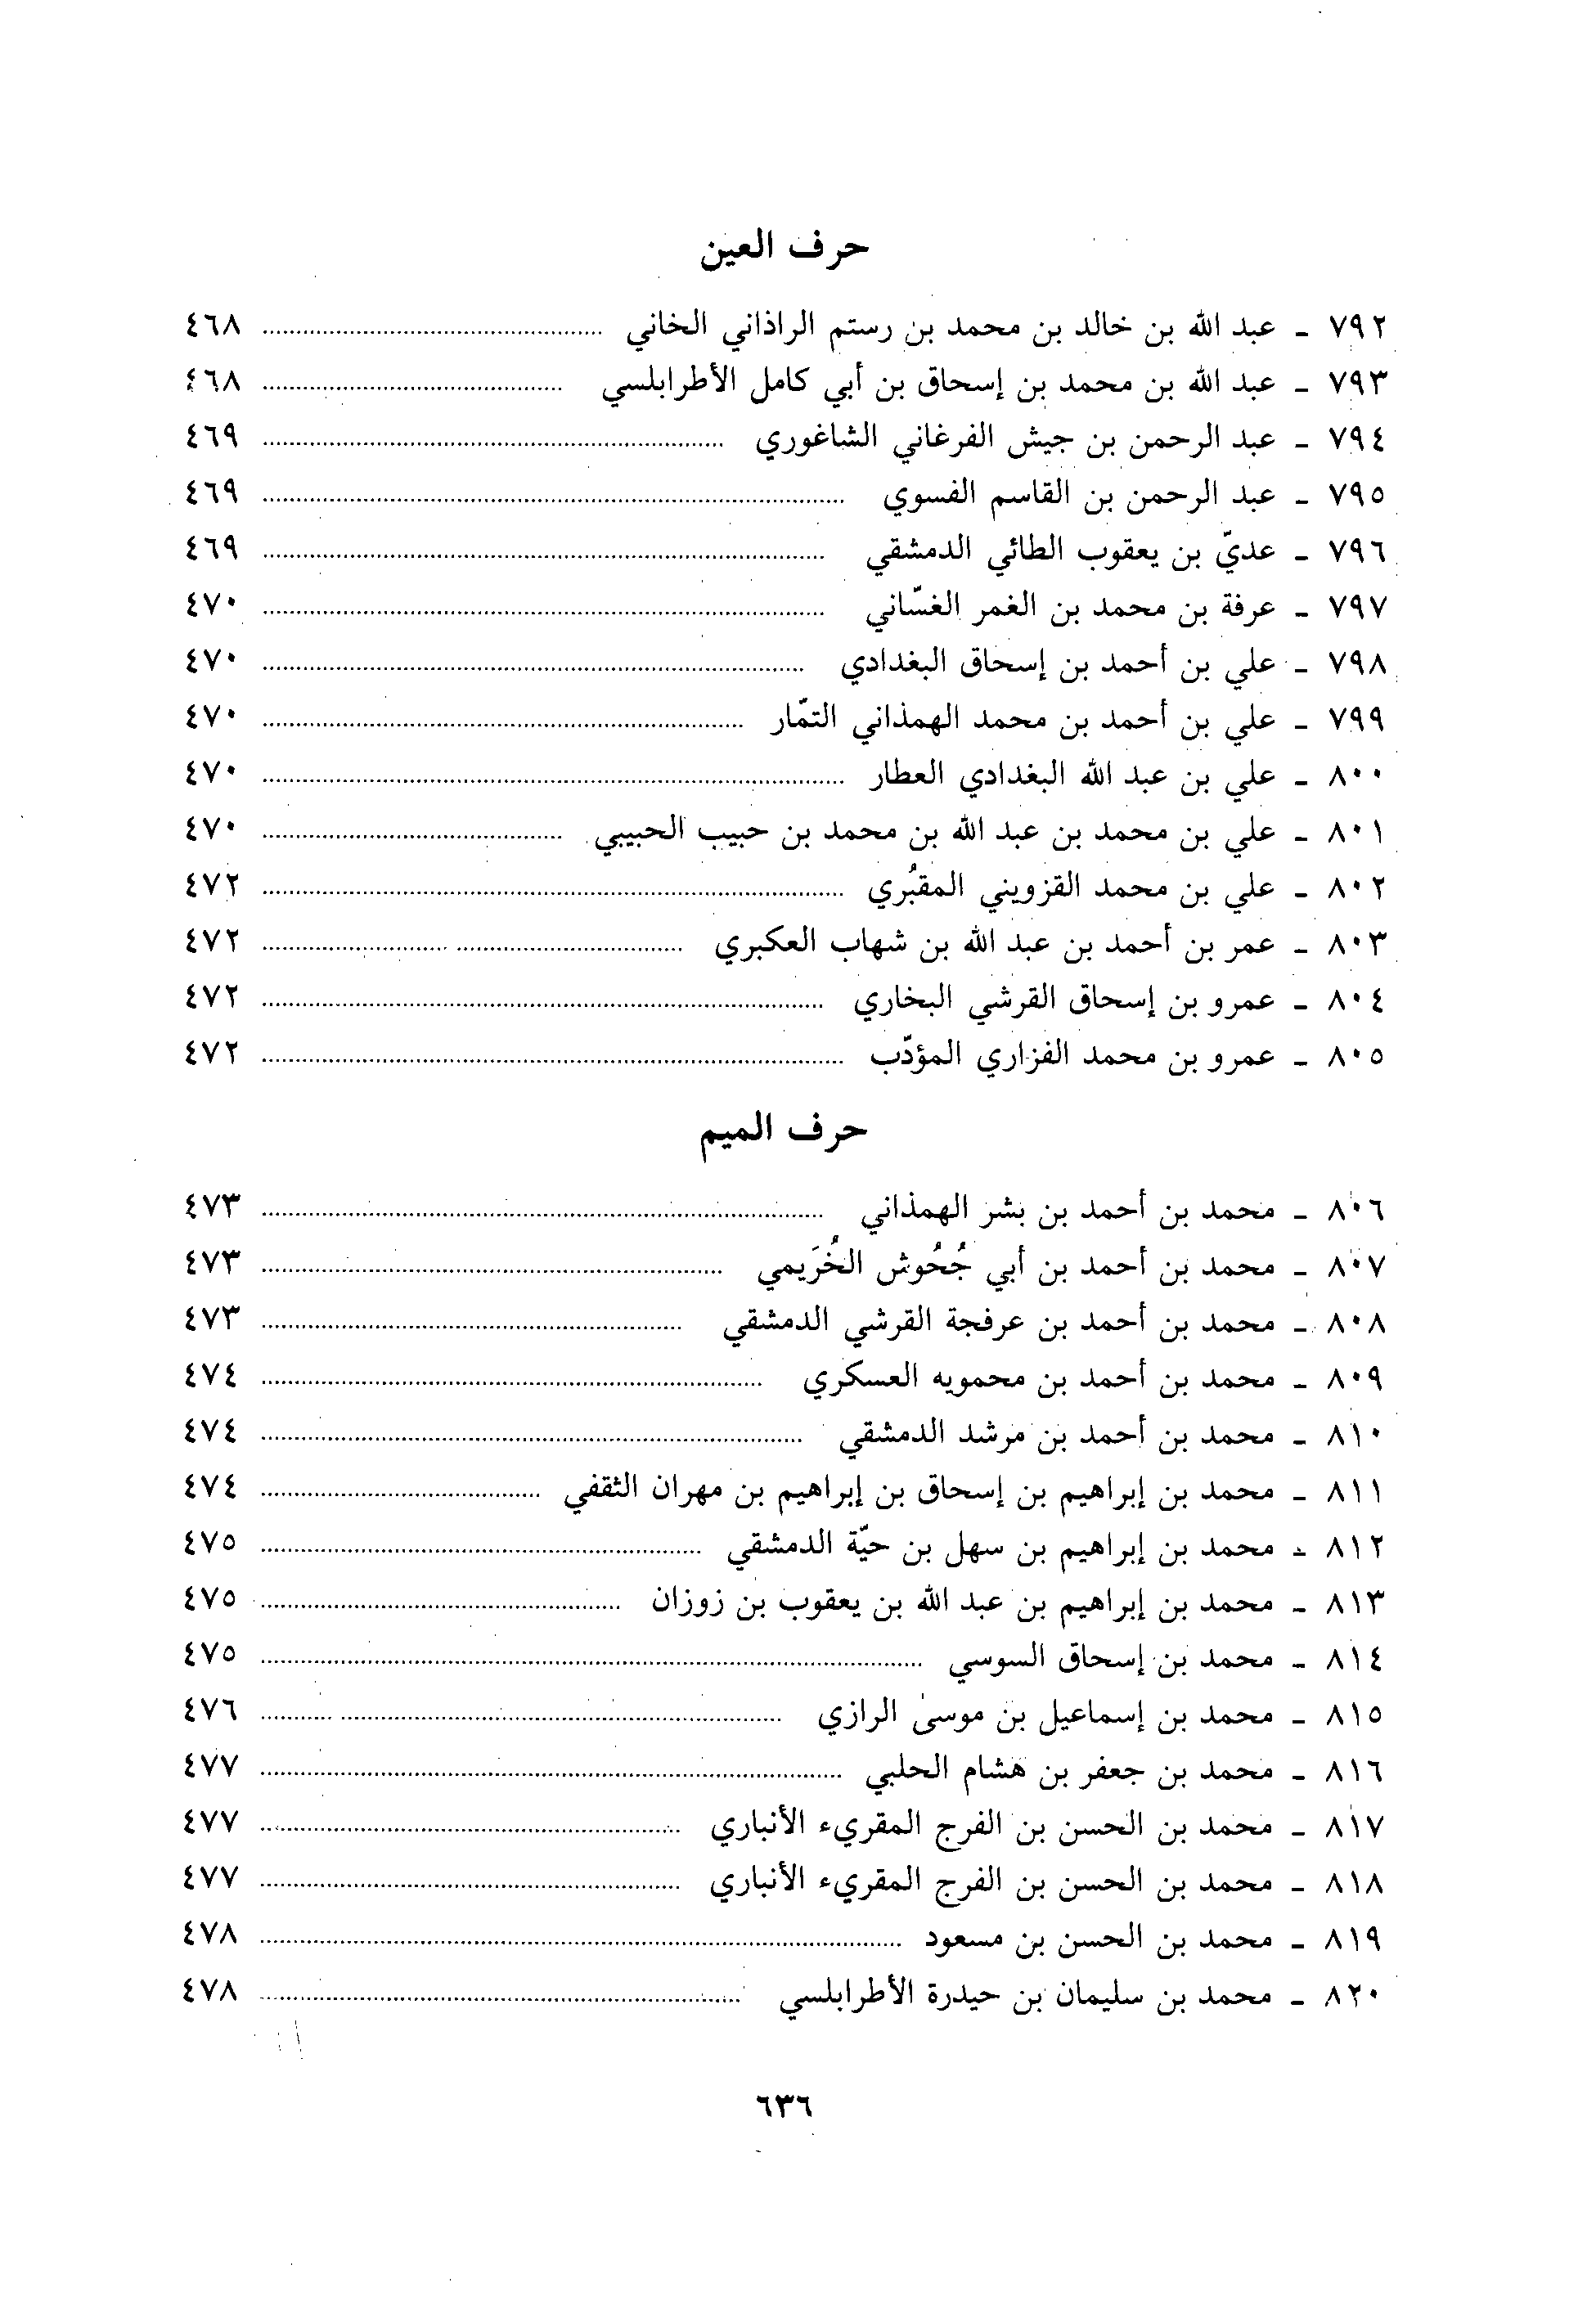 حرف العين
٧٩٢ - عبد الله بن خالد بن محمد بن رستم الراذاني الخاني ........ ٤٦٨
٧٩٣ - عبد الله بن محمد بن إسحاق بن أبي كامل الأطرابلسي ........ ٤٦٨
٧٩٤ - عبد الرحمن بن جيش الفرغاني الشاغوري ........ ٤٦٩
٧٩٥ - عبد الرحمن بن القاسم الفسوي ........ ٤٦٩
٧٩٦ - عديّ بن يعقوب الطائي الدمشقي ........ ٤٦٩
٧٩٧ - عرفة بن محمد بن الغمر الغسّاني ........ ٤٧٠
٧٩٨ - علي بن أحمد بن إسحاق البغدادي ........ ٤٧٠
٧٩٩ - علي بن أحمد بن محمد الهمذاني التمّار ........ ٤٧٠
٨٠٠ - علي بن عبد الله البغدادي العطار ........ ٤٧٠
٨٠١ - علي بن محمد بن عبد الله بن محمد بن حبيب الحبيبي ........ ٤٧٠
٨٠٢ - علي بن محمد القزويني المقبُري ........ ٤٧٢
٨٠٣ - عمر بن أحمد بن عبد الله بن شهاب العكبري ........ ٤٧٢
٨٠٤ - عمرو بن إسحاق القرشي البخاري ........ ٤٧٢
٨٠٥ - عمرو بن محمد الفزاري المؤدّب ........ ٤٧٢
حرف الميم
٨٠٦ - محمد بن أحمد بن بشر الهمذاني ........ ٤٧٣
٨٠٧ - محمد بن أحمد بن أبي جُحُوش الخُرَيمي ........ ٤٧٣
٨٠٨ - محمد بن أحمد بن عرفجة القرشي الدمشقي ........ ٤٧٣
٨٠٩ - محمد بن أحمد بن محمويه العسكري ........ ٤٧٤
٨١٠ - محمد بن أحمد بن مرشد الدمشقي ........ ٤٧٤
٨١١ - محمد بن إبراهيم بن إسحاق بن إبراهيم بن مهران الثقفي ........ ٤٧٤
٨١٢ - محمد بن إبراهيم بن سهل بن حيّة الدمشقي ........ ٤٧٥
٨١٣ - محمد بن إبراهيم بن عبد الله بن يعقوب بن زوزان ........ ٤٧٥
٨١٤ - محمد بن إسحاق السوسي ........ ٤٧٥
٨١٥ - محمد بن إسماعيل بن موسىٰ الرازي ........ ٤٧٦
٨١٦ - محمد بن جعفر بن هشام الحلبي ........ ٤٧٧
٨١٧ - محمد بن الحسن بن الفرج المقريء الأنباري ........ ٤٧٧
٨١٨ - محمد بن الحسن بن الفرج المقريء الأنباري ........ ٤٧٧
٨١٩ - محمد بن الحسن بن مسعود ........ ٤٧٨
٨٢٠ - محمد بن سليمان بن حيدرة الأطرابلسي ........ ٤٧٨
٦٣٦